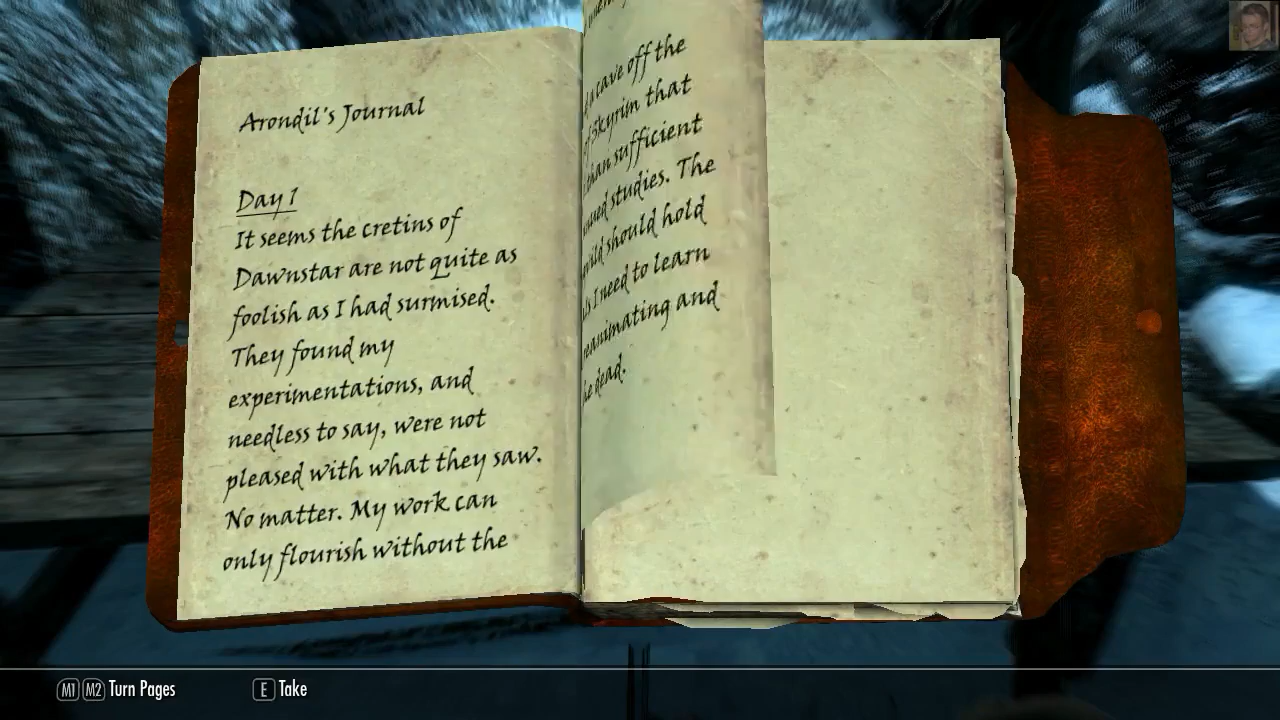 Arondil's Journal
Day 1
It seems the cretins of
Dawnstar are not quite as
foolish as I had surmised.
They found my
experimentations, and
needless to say, were not
pleased with what they saw.
No matter. My work can
only flourish without the
a cave off the
Skyrim that
than sufficient
studies. The
should hold
I need to learn
reanimating and
dead.
M1 M2 Turn Pages
E Take